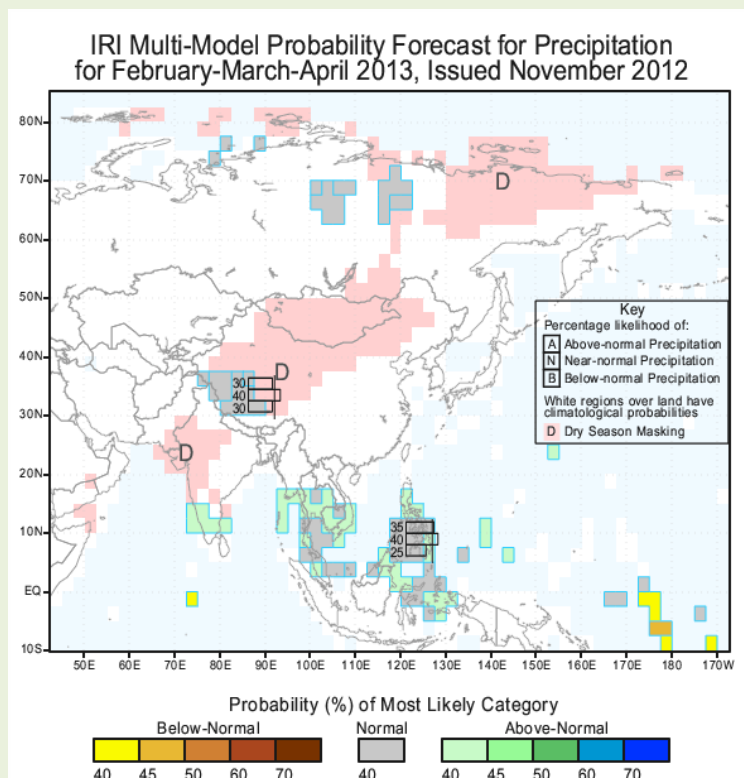 IRI Multi-Model Probability Forecast for Precipitation
for February-March-April 2013, Issued November 2012
80N
70N
D
60N
50N
Key
Percentage likelihood of:
A Above-normal Precipitation
N Near-normal Precipitation
B Below-normal Precipitation
White regions over land have
climatological probabilities
D Dry Season Masking
40N
D
30
40
30
30N
D
20N
10N
35
40
25
EQ
10S
50E 60E 70E 80E 90E 100E 110E 120E 130E 140E 150E 160E 170E 180 170W
Probability (%) of Most Likely Category
Below-Normal Normal Above-Normal
40 45 50 60 70 40 40 45 50 60 70